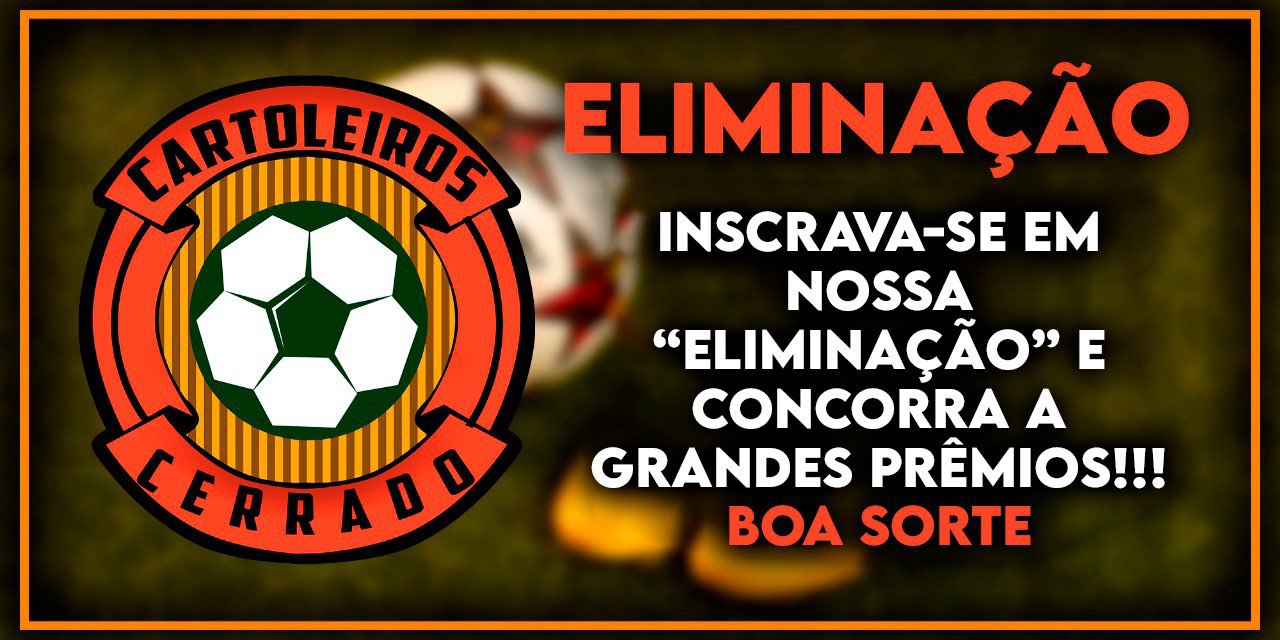 CARTOLEIROS
CERRADO
ELIMINAÇÃO
INSCRAVA-SE EM
NOSSA
“ELIMINAÇÃO” E
CONCORRA A
GRANDES PRÊMIOS!!!
BOA SORTE